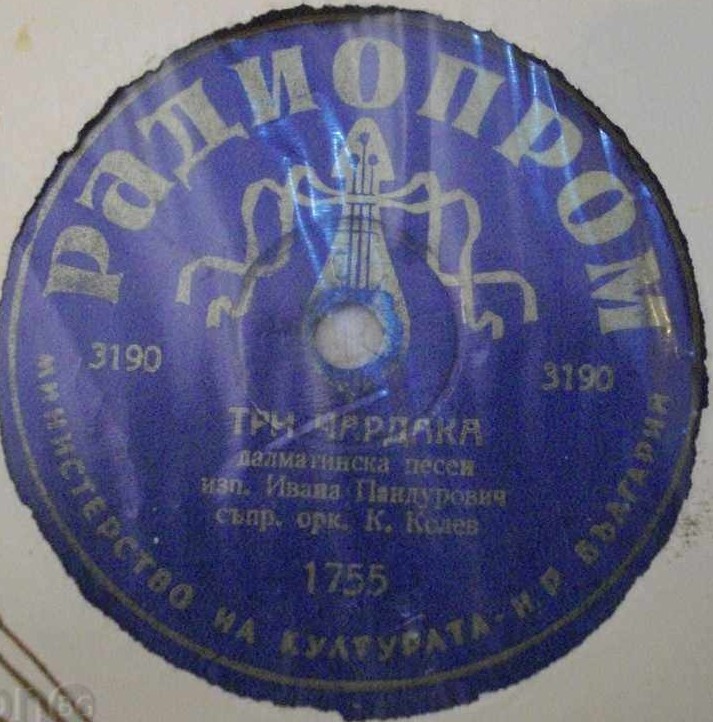 РАДИОПРОМ
3190 3190
ТРИ ЧАРДАКА
далматинска песен
изп. Ивана Пандурович
съпр. орк. К. Колев
1755
МИНИСТЕРСТВО НА КУЛТУРАТА - Н. Р. БЪЛГАРИЯ